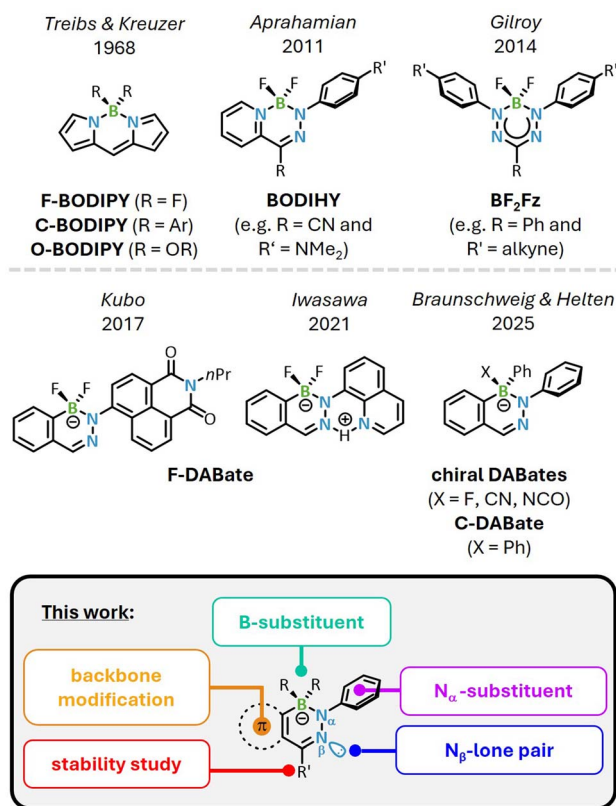 Treibs & Kreuzer
1968
Aprahamian
2011
Gilroy
2014
R R
B
N N
F-BODIPY (R = F)
C-BODIPY (R = Ar)
O-BODIPY (R = OR)
R'
F F
B
N N
N
R
BODIHY
(e.g. R = CN and
R‘ = NMe₂)
R' R'
F F
B
N N
N N
R
BF₂Fz
(e.g. R = Ph and
R' = alkyne)
Kubo
2017
Iwasawa
2021
Braunschweig & Helten
2025
O
N nPr
F F
B
⊖ N O
N
F F
B
⊖ N
N N
H ⊕
F-DABate
X Ph
B
⊖ N
N
chiral DABates
(X = F, CN, NCO)
C-DABate
(X = Ph)
This work:
B-substituent
backbone
modification
Nα-substituent
stability study
Nβ-lone pair
R R
B
⊖ Nα
π
N
β
R'